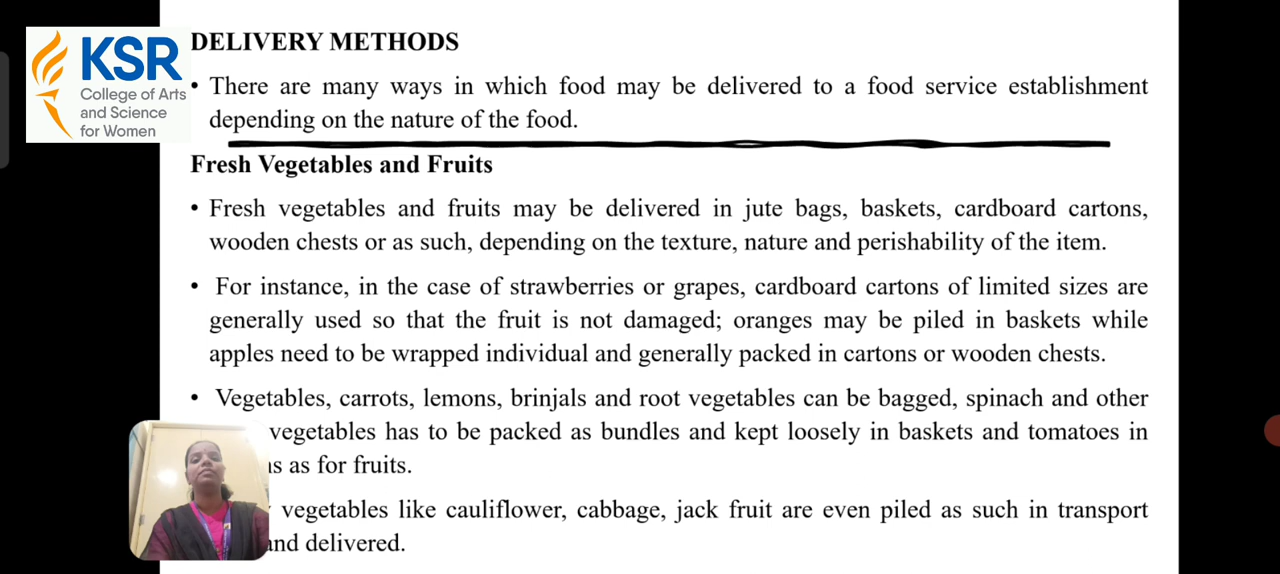 KSR
College of Arts
and Science
for Women
DELIVERY METHODS
• There are many ways in which food may be delivered to a food service establishment
depending on the nature of the food.
Fresh Vegetables and Fruits
• Fresh vegetables and fruits may be delivered in jute bags, baskets, cardboard cartons,
wooden chests or as such, depending on the texture, nature and perishability of the item.
• For instance, in the case of strawberries or grapes, cardboard cartons of limited sizes are
generally used so that the fruit is not damaged; oranges may be piled in baskets while
apples need to be wrapped individual and generally packed in cartons or wooden chests.
• Vegetables, carrots, lemons, brinjals and root vegetables can be bagged, spinach and other
vegetables has to be packed as bundles and kept loosely in baskets and tomatoes in
as for fruits.
vegetables like cauliflower, cabbage, jack fruit are even piled as such in transport
and delivered.